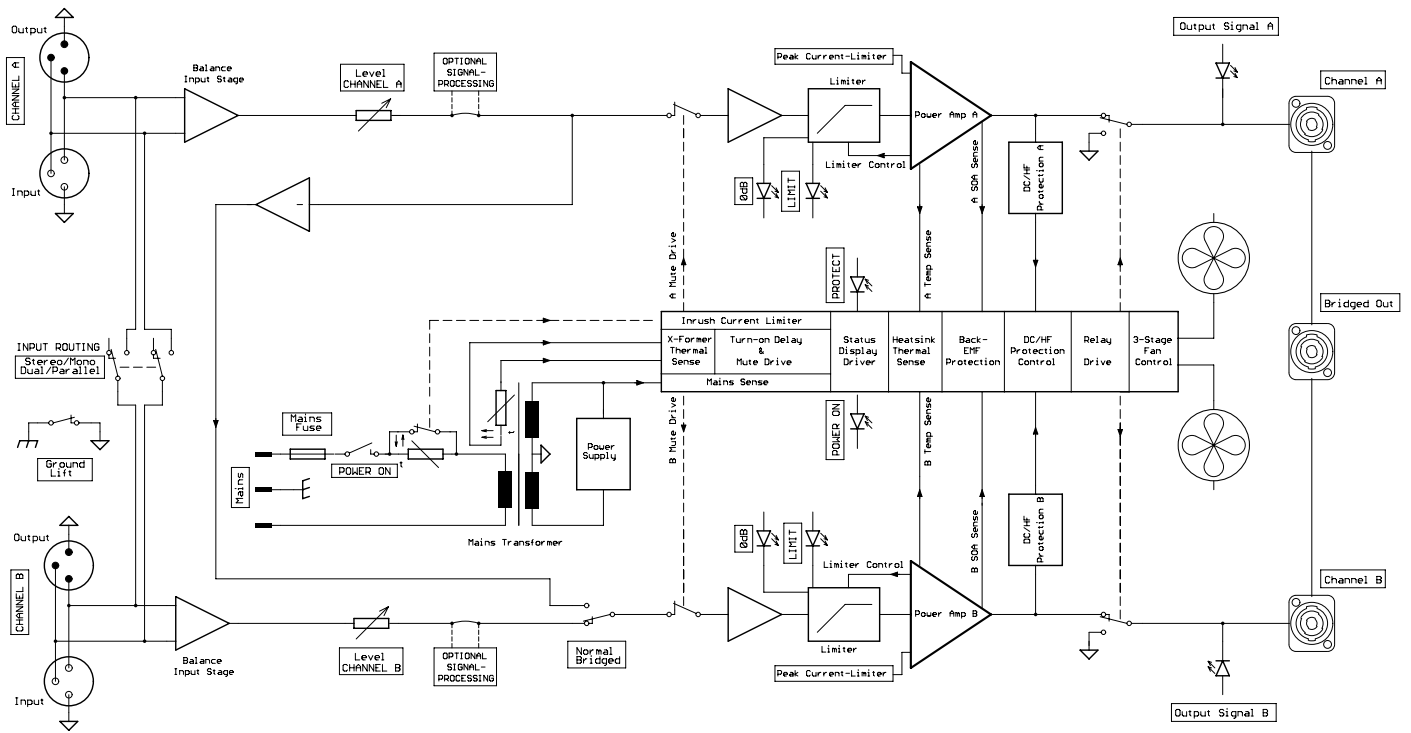 Output
CHANNEL A
Input
Balance
Input Stage
Level
CHANNEL A
OPTIONAL
SIGNAL-
PROCESSING
Peak Current-Limiter
Limiter
Power Amp A
Limiter Control
0dB
LIMIT
A SOA Sense
DC/HF
Protection A
Output Signal A
Channel A
-
A Mute Drive
PROTECT
A Temp Sense
Bridged Out
INPUT ROUTING
Stereo/Mono
Dual/Parallel
Inrush Current Limiter
X-Former
Thermal
Sense
Turn-on Delay
&
Mute Drive
Mains Sense
Status
Display
Driver
Heatsink
Thermal
Sense
Back-
EMF
Protection
DC/HF
Protection
Control
Relay
Drive
3-Stage
Fan
Control
Ground
Lift
Mains
Fuse
POWER ON
t
t
Power
Supply
Mains
Mains Transformer
B Mute Drive
POWER ON
B Temp Sense
B SOA Sense
DC/HF
Protection B
Output
CHANNEL B
Input
Balance
Input Stage
Level
CHANNEL B
OPTIONAL
SIGNAL-
PROCESSING
Normal
Bridged
0dB
LIMIT
Limiter Control
Power Amp B
Limiter
Peak Current-Limiter
Channel B
Output Signal B